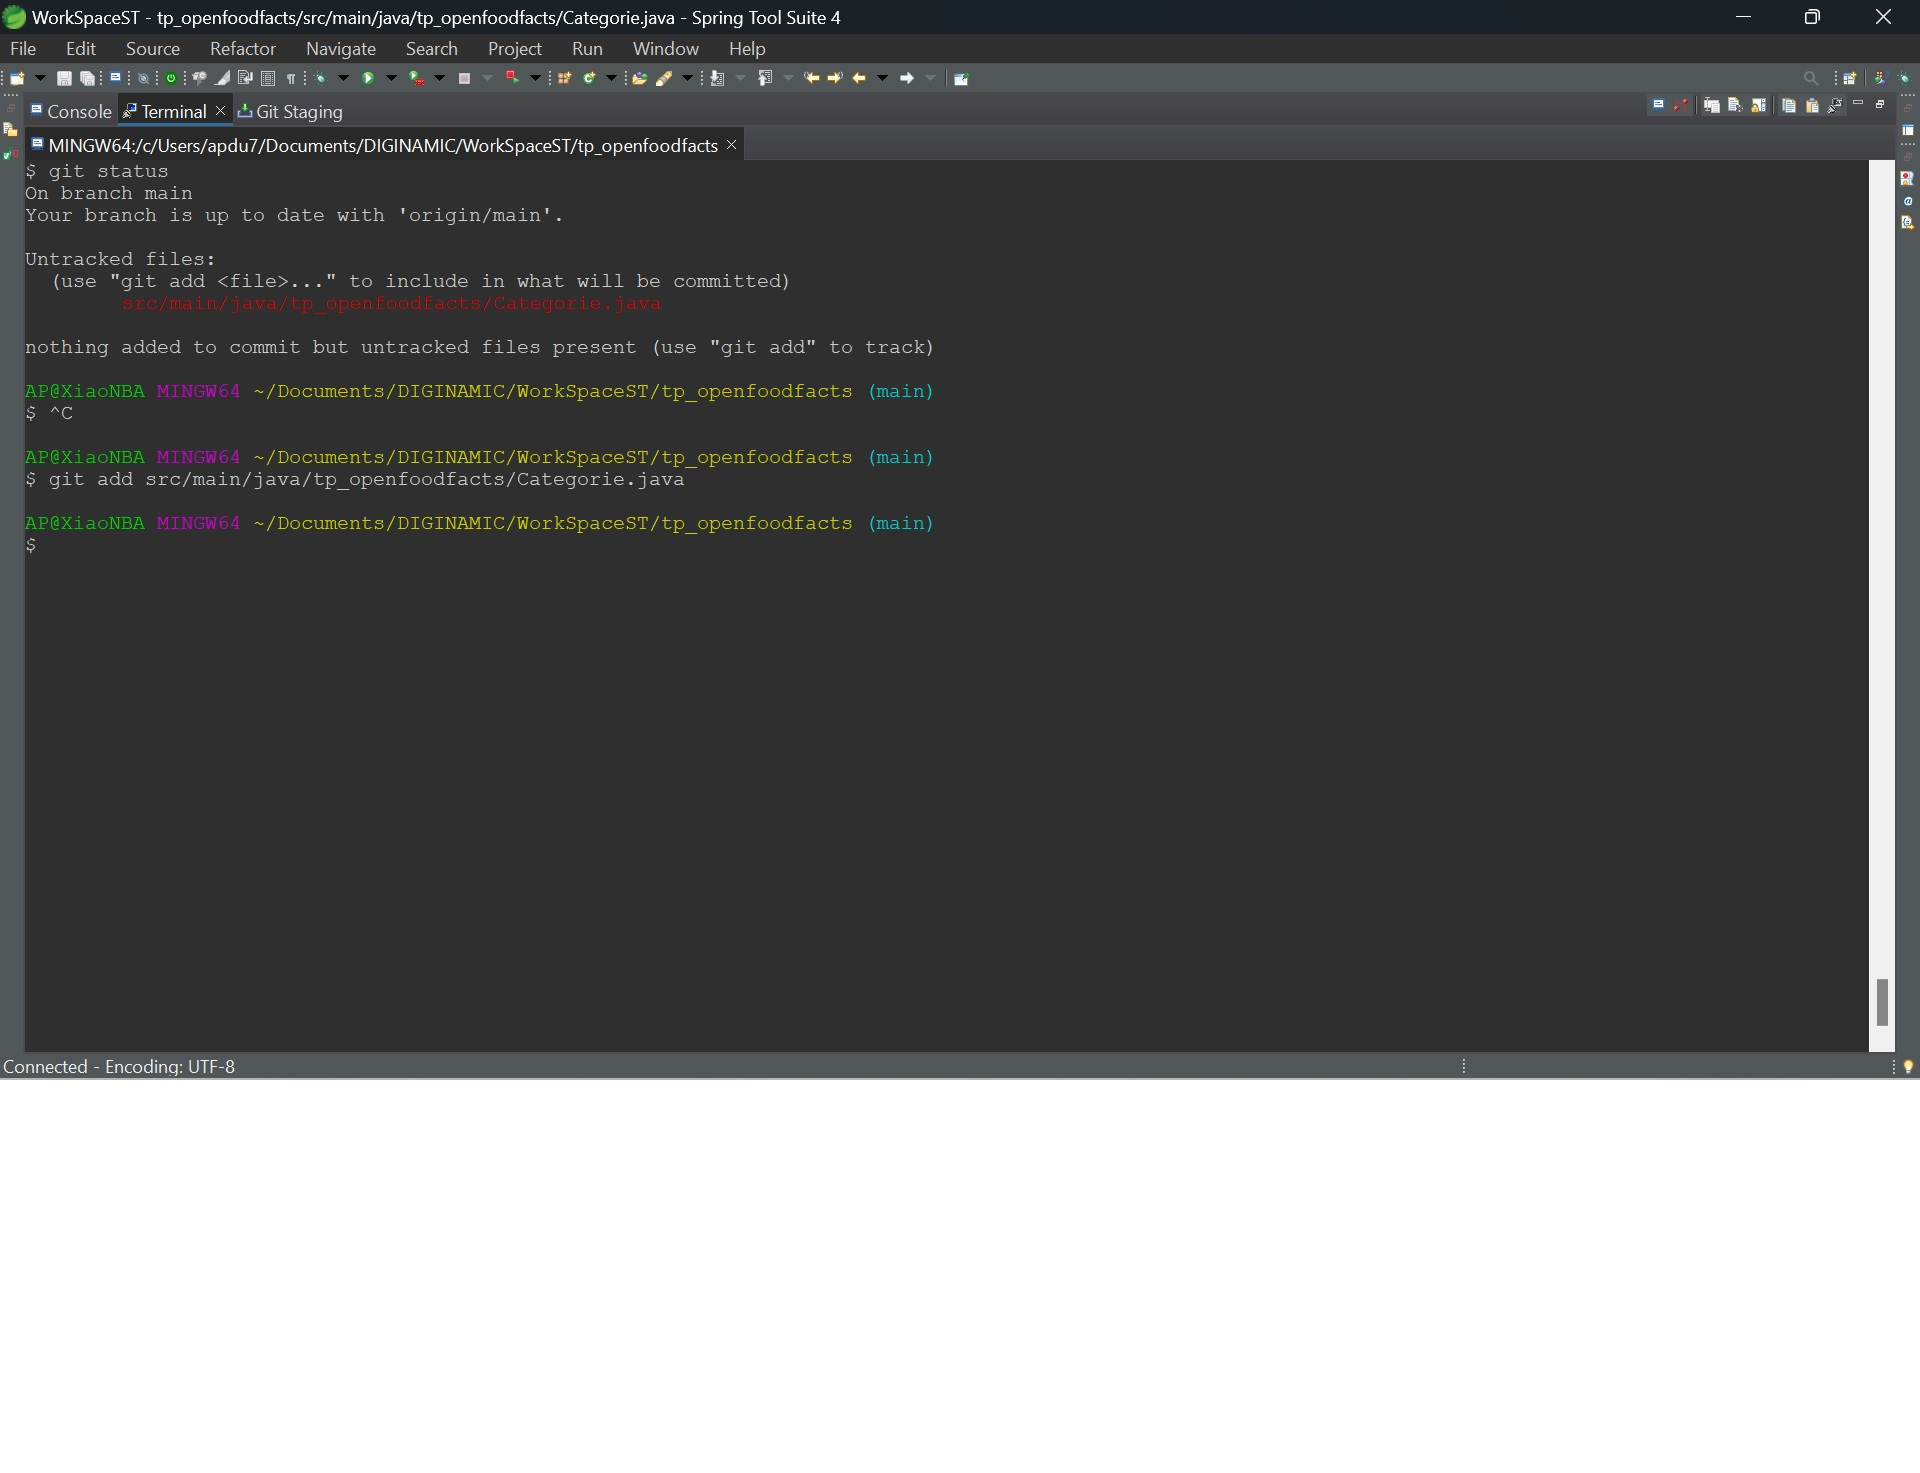 WorkSpaceST - tp_openfoodfacts/src/main/java/tp_openfoodfacts/Categorie.java - Spring Tool Suite 4
File Edit Source Refactor Navigate Search Project Run Window Help
Console Terminal Git Staging
MINGW64:/c/Users/apdu7/Documents/DIGINAMIC/WorkSpaceST/tp_openfoodfacts
$ git status
On branch main
Your branch is up to date with 'origin/main'.
Untracked files:
(use "git add <file>..." to include in what will be committed)
src/main/java/tp_openfoodfacts/Categorie.java
nothing added to commit but untracked files present (use "git add" to track)
AP@XiaoNBA MINGW64 ~/Documents/DIGINAMIC/WorkSpaceST/tp_openfoodfacts (main)
$ ^C
AP@XiaoNBA MINGW64 ~/Documents/DIGINAMIC/WorkSpaceST/tp_openfoodfacts (main)
$ git add src/main/java/tp_openfoodfacts/Categorie.java
AP@XiaoNBA MINGW64 ~/Documents/DIGINAMIC/WorkSpaceST/tp_openfoodfacts (main)
$
Connected - Encoding: UTF-8